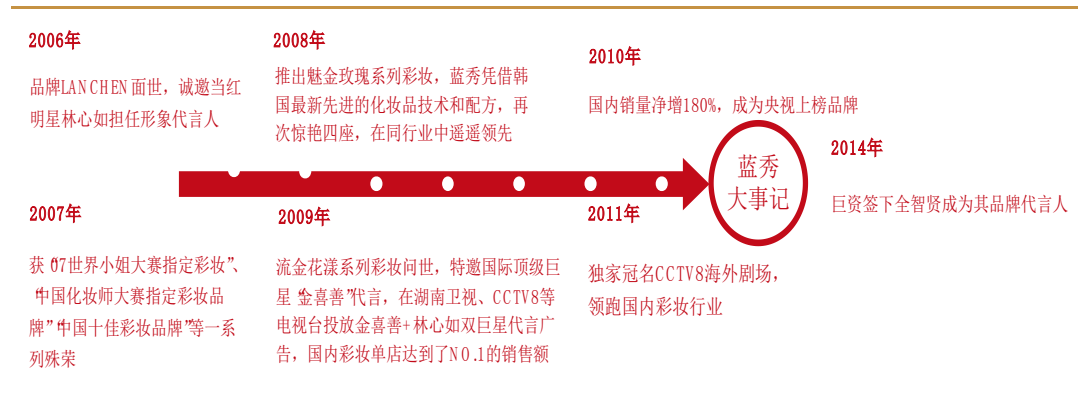 2006年
品牌LANCHEN面世，诚邀当红
明星林心如担任形象代言人
2008年
推出魅金玫瑰系列彩妆，蓝秀凭借韩
国最新先进的化妆品技术和配方，再
次惊艳四座，在同行业中遥遥领先
2010年
国内销量净增180%，成为央视上榜品牌
蓝秀
大事记
2014年
巨资签下全智贤成为其品牌代言人
2007年
获“07世界小姐大赛指定彩妆”、
“中国化妆师大赛指定彩妆品
牌”“中国十佳彩妆品牌”等一系
列殊荣
2009年
流金花漾系列彩妆问世，特邀国际顶级巨
星“金喜善”代言，在湖南卫视、CCTV8等
电视台投放金喜善+林心如双巨星代言广
告，国内彩妆单店达到了NO.1的销售额
2011年
独家冠名CCTV8海外剧场，
领跑国内彩妆行业